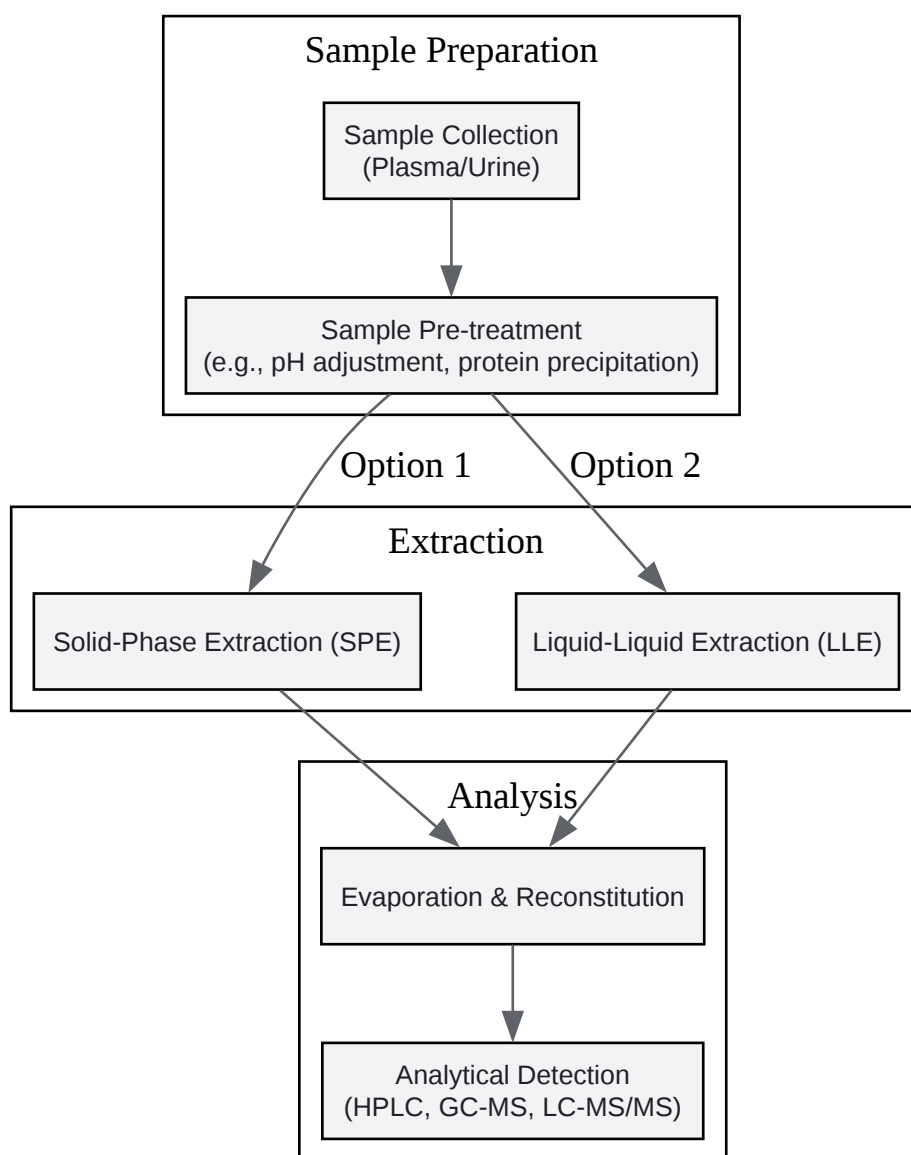 Sample Preparation
Sample Collection
(Plasma/Urine)
Sample Pre-treatment
(e.g., pH adjustment, protein precipitation)
Option 1
Option 2
Extraction
Solid-Phase Extraction (SPE)
Liquid-Liquid Extraction (LLE)
Analysis
Evaporation & Reconstitution
Analytical Detection
(HPLC, GC-MS, LC-MS/MS)